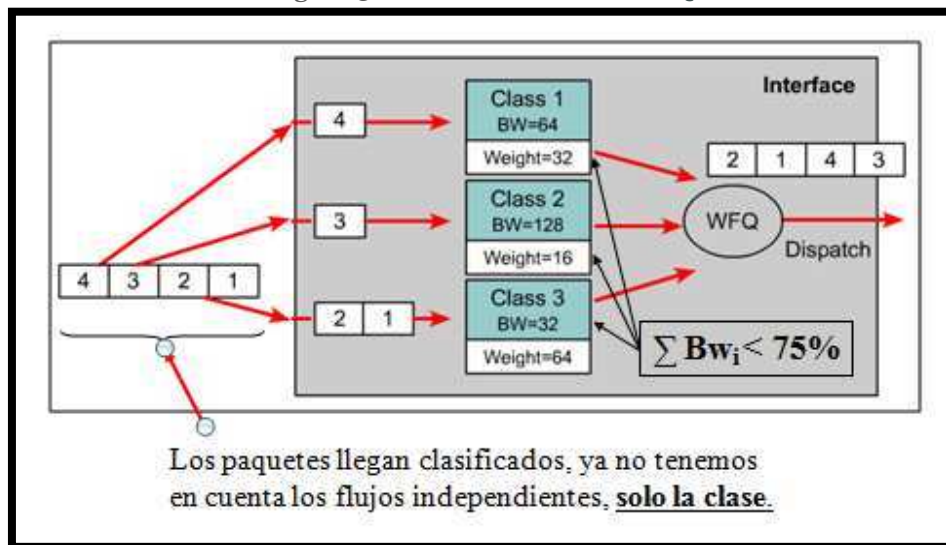 Interface
4
Class 1
BW=64
Weight=32
2 1 4 3
3
Class 2
BW=128
Weight=16
WFQ
Dispatch
4 3 2 1
2 1
Class 3
BW=32
Weight=64
∑ Bwᵢ< 75%
Los paquetes llegan clasificados, ya no tenemos
en cuenta los flujos independientes, solo la clase.